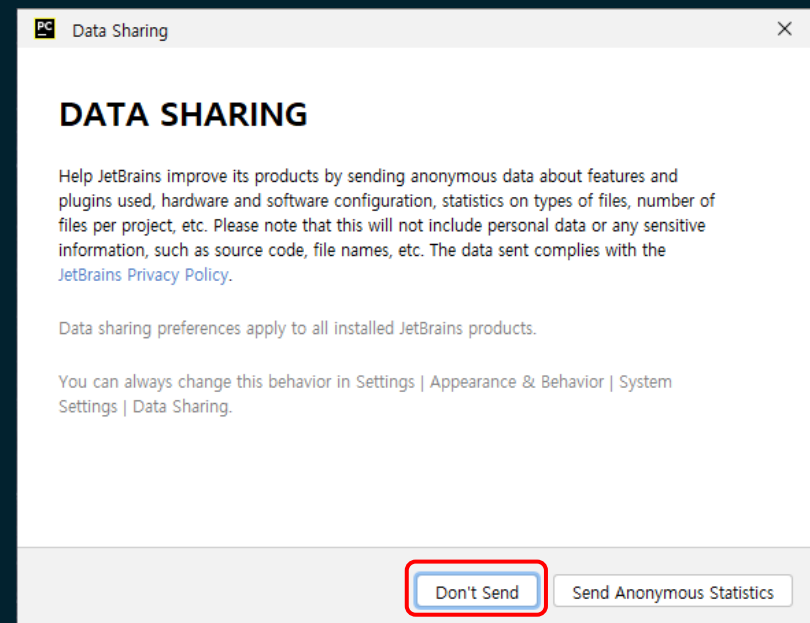 PC Data Sharing
DATA SHARING
Help JetBrains improve its products by sending anonymous data about features and
plugins used, hardware and software configuration, statistics on types of files, number of
files per project, etc. Please note that this will not include personal data or any sensitive
information, such as source code, file names, etc. The data sent complies with the
JetBrains Privacy Policy.
Data sharing preferences apply to all installed JetBrains products.
You can always change this behavior in Settings | Appearance & Behavior | System
Settings | Data Sharing.
Don't Send Send Anonymous Statistics